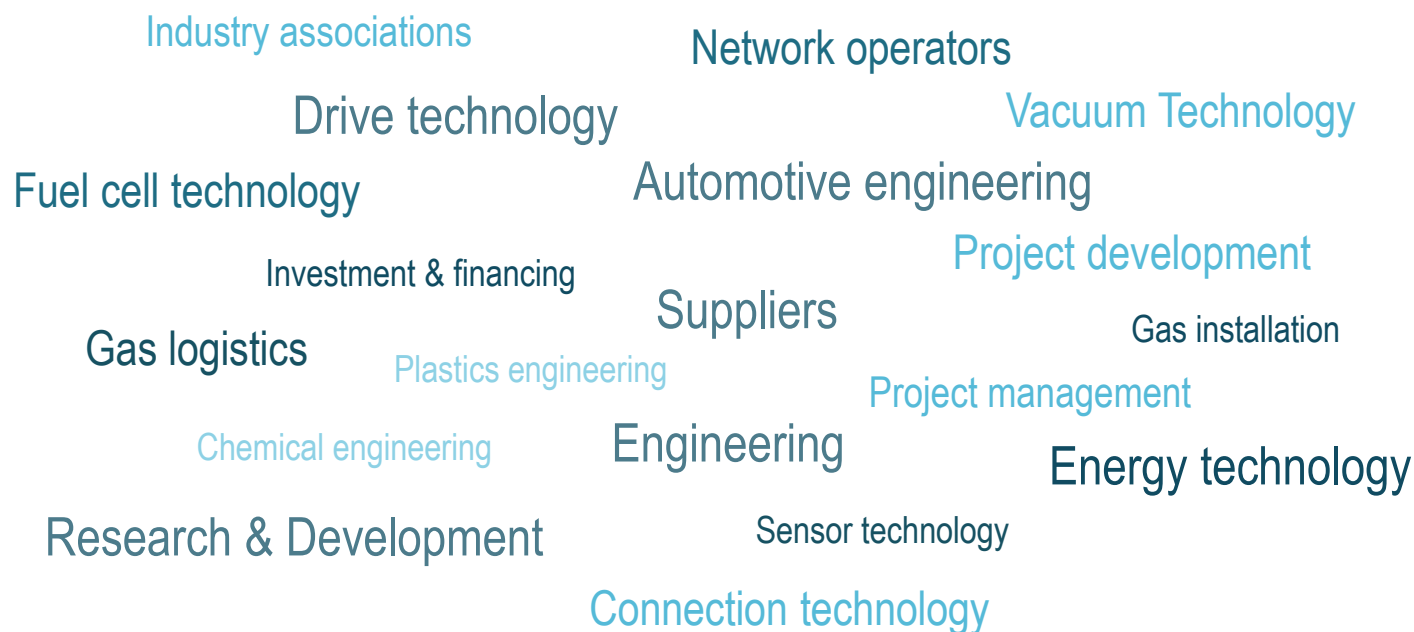 Industry associations
Network operators
Drive technology
Vacuum Technology
Fuel cell technology
Automotive engineering
Project development
Investment & financing
Suppliers
Gas installation
Gas logistics
Plastics engineering
Project management
Chemical engineering
Engineering
Energy technology
Research & Development
Sensor technology
Connection technology